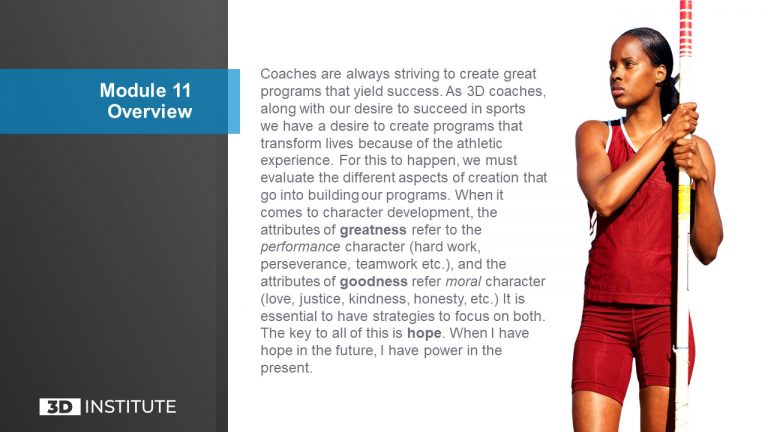 Module 11
Overview
Coaches are always striving to create great
programs that yield success. As 3D coaches,
along with our desire to succeed in sports
we have a desire to create programs that
transform lives because of the athletic
experience. For this to happen, we must
evaluate the different aspects of creation that
go into building our programs. When it
comes to character development, the
attributes of greatness refer to the
performance character (hard work,
perseverance, teamwork etc.), and the
attributes of goodness refer moral character
(love, justice, kindness, honesty, etc.) It is
essential to have strategies to focus on both.
The key to all of this is hope. When I have
hope in the future, I have power in the
present.
3D INSTITUTE